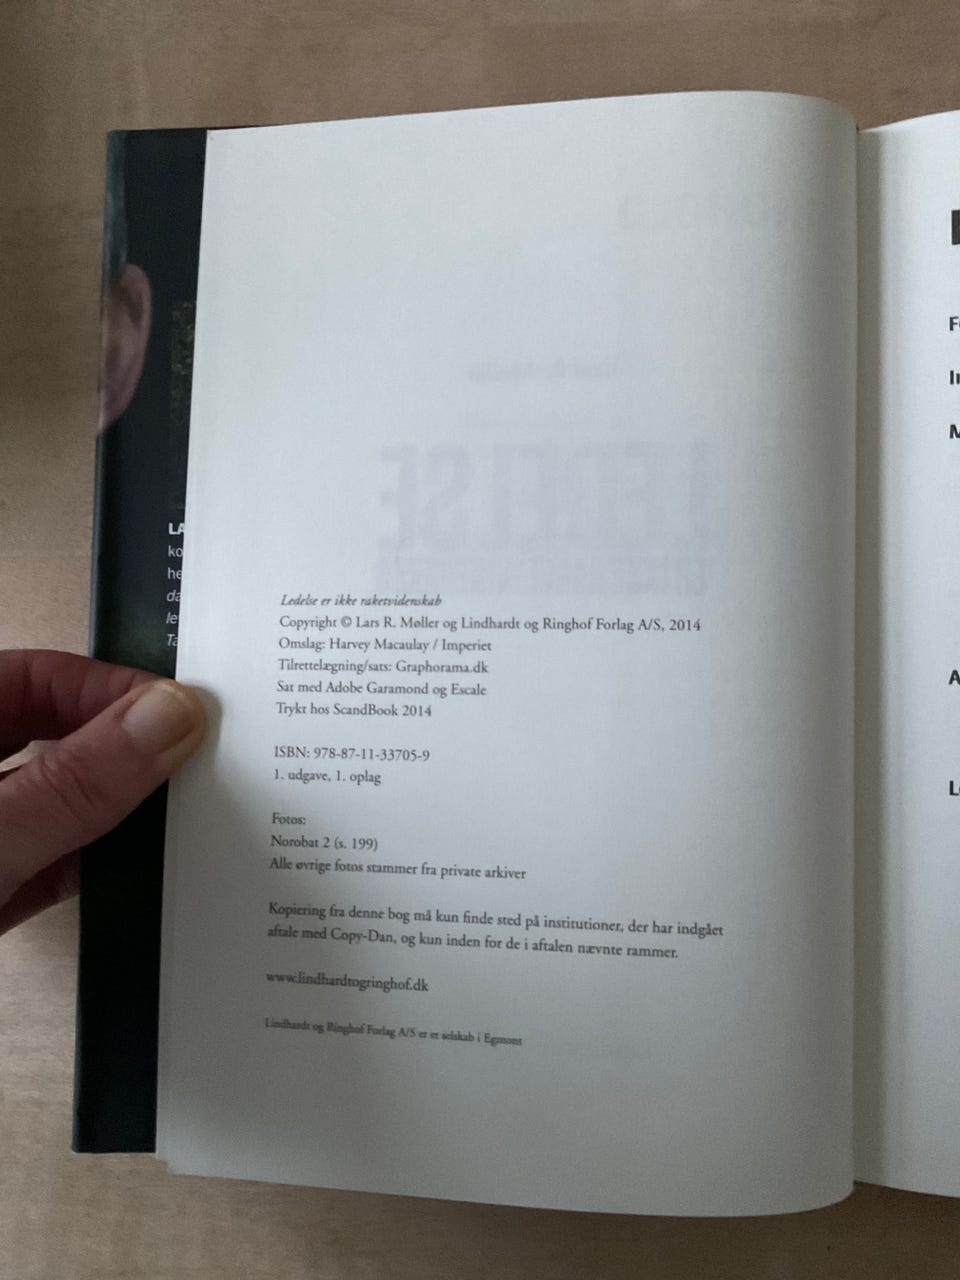 Ledelse er ikke raketvidenskab
Copyright © Lars R. Møller og Lindhardt og Ringhof Forlag A/S, 2014
Omslag: Harvey Macaulay / Imperiet
Tilrettelægning/sats: Graphorama.dk
Sat med Adobe Garamond og Escale
Trykt hos ScandBook 2014
ISBN: 978-87-11-33705-9
1. udgave, 1. oplag
Fotos:
Norobat 2 (s. 199)
Alle øvrige fotos stammer fra private arkiver
Kopiering fra denne bog må kun finde sted på institutioner, der har indgået
aftale med Copy-Dan, og kun inden for de i aftalen nævnte rammer.
www.lindhardtogringhof.dk
Lindhardt og Ringhof Forlag A/S er et selskab i Egmont